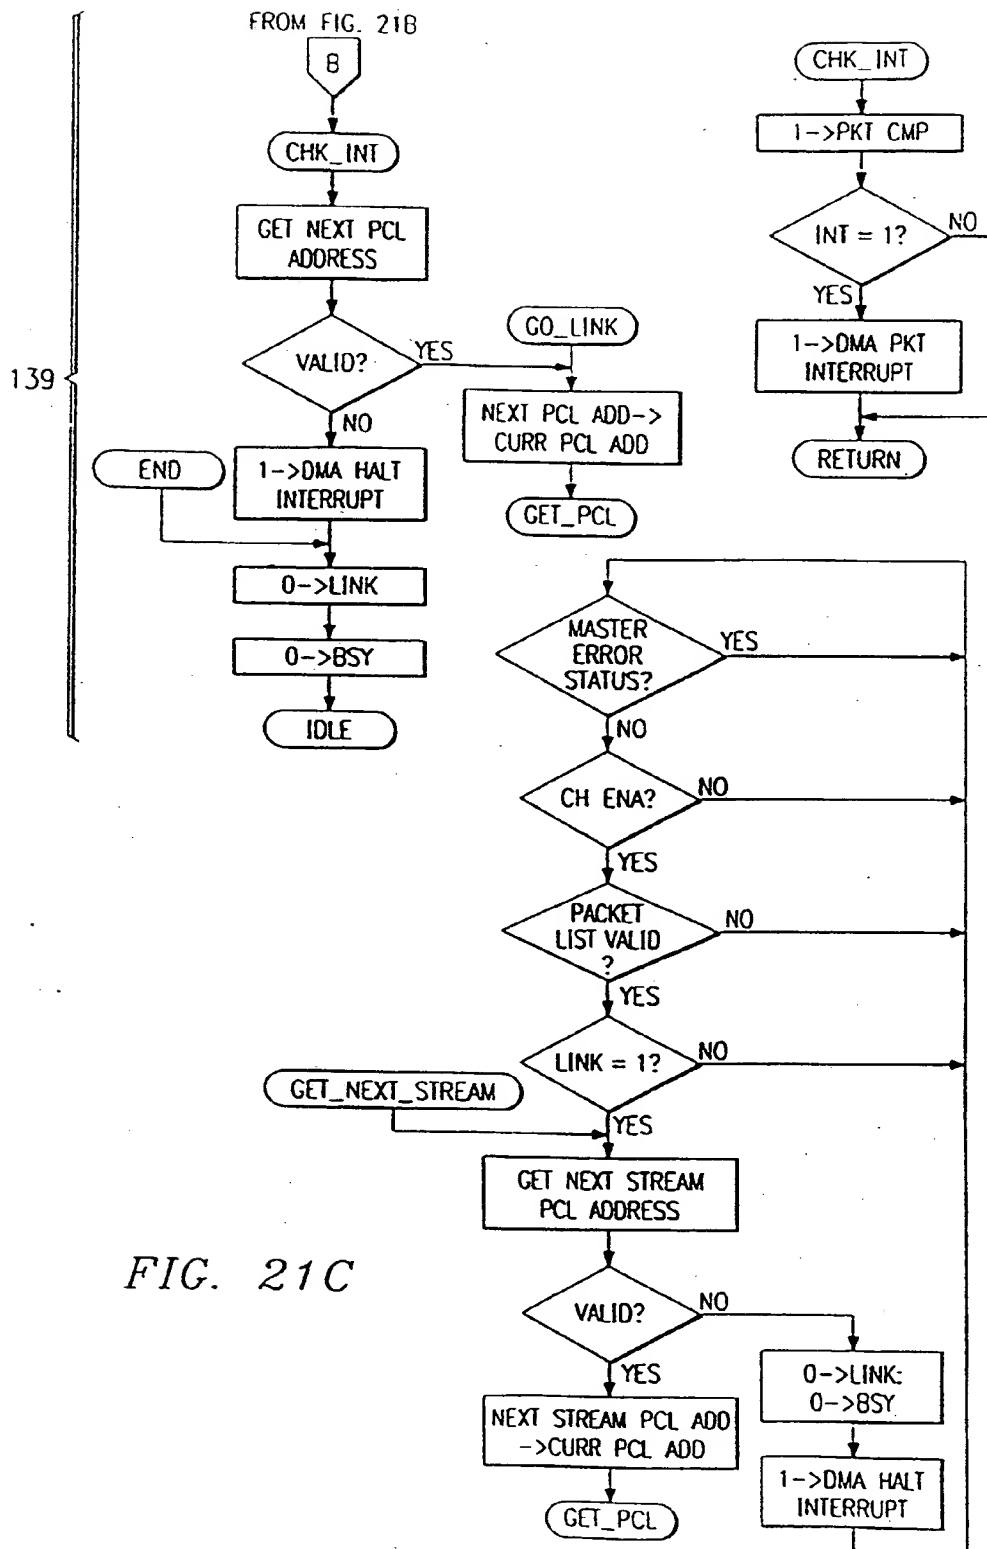 FROM FIG. 21B
B
CHK_INT
GET NEXT PCL
ADDRESS
VALID?
YES
NO
139
END
1->DMA HALT
INTERRUPT
0->LINK
0->BSY
IDLE
GO_LINK
NEXT PCL ADD->
CURR PCL ADD
GET_PCL
CHK_INT
1->PKT CMP
INT = 1?
NO
YES
1->DMA PKT
INTERRUPT
RETURN
MASTER
ERROR
STATUS?
YES
NO
CH ENA?
NO
YES
PACKET
LIST VALID
?
NO
YES
LINK = 1?
NO
YES
GET_NEXT_STREAM
GET NEXT STREAM
PCL ADDRESS
VALID?
NO
YES
0->LINK:
0->BSY
NEXT STREAM PCL ADD
->CURR PCL ADD
1->DMA HALT
INTERRUPT
GET_PCL
FIG. 21C